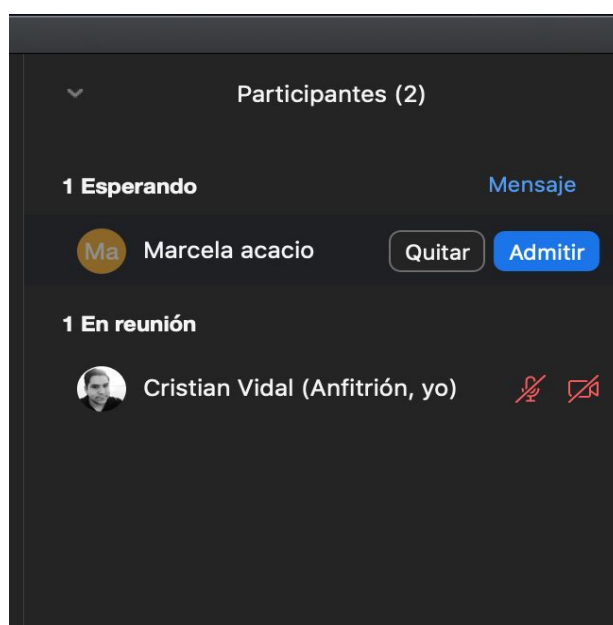 Participantes (2)
1 Esperando Mensaje
Ma Marcela acacio Quitar Admitir
1 En reunión
Cristian Vidal (Anfitrión, yo)